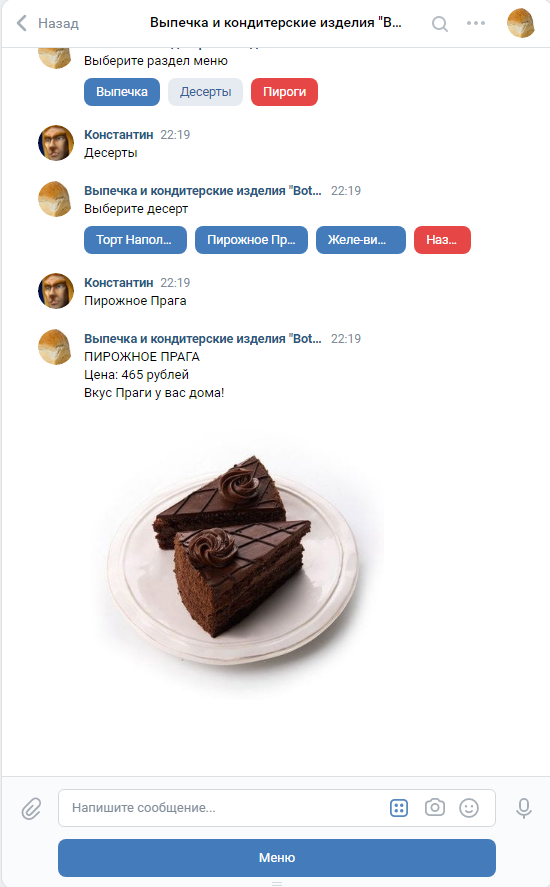 Назад
Выпечка и кондитерские изделия "В...
Выберите раздел меню
Выпечка
Десерты
Пироги
Константин 22:19
Десерты
Выпечка и кондитерские изделия "Bot... 22:19
Выберите десерт
Торт Напол...
Пирожное Пр...
Желе-ви...
Наз...
Константин 22:19
Пирожное Прага
Выпечка и кондитерские изделия "Bot... 22:19
ПИРОЖНОЕ ПРАГА
Цена: 465 рублей
Вкус Праги у вас дома!
Напишите сообщение...
Меню